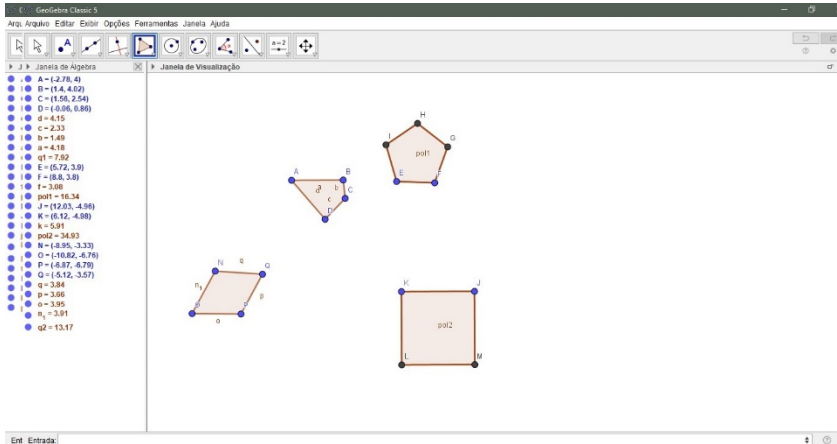 GeoGebra Classic 5
Arqu Arquivo Editar Exibir Opções Ferramentas Janela Ajuda
A
a=2
J Janela de Álgebra
Janela de Visualização
A = (-2.78, 4)
B = (1.4, 4.02)
C = (1.56, 2.54)
D = (-0.06, 0.86)
d = 4.15
c = 2.33
b = 1.49
a = 4.18
q1 = 7.92
E = (5.72, 3.9)
F = (8.8, 3.8)
f = 3.08
pol1 = 16.34
J = (12.03, -4.96)
K = (6.12, -4.98)
k = 5.91
pol2 = 34.93
N = (-8.95, -3.33)
O = (-10.82, -6.76)
P = (-6.87, -6.79)
Q = (-5.12, -3.57)
q = 3.84
p = 3.66
o = 3.95
n1 = 3.91
q2 = 13.17
H
I
G
pol1
E
F
A
B
a
d
b
C
c
D
N
q
Q
n1
p
O
P
o
K
J
pol2
L
M
Ent Entrada: